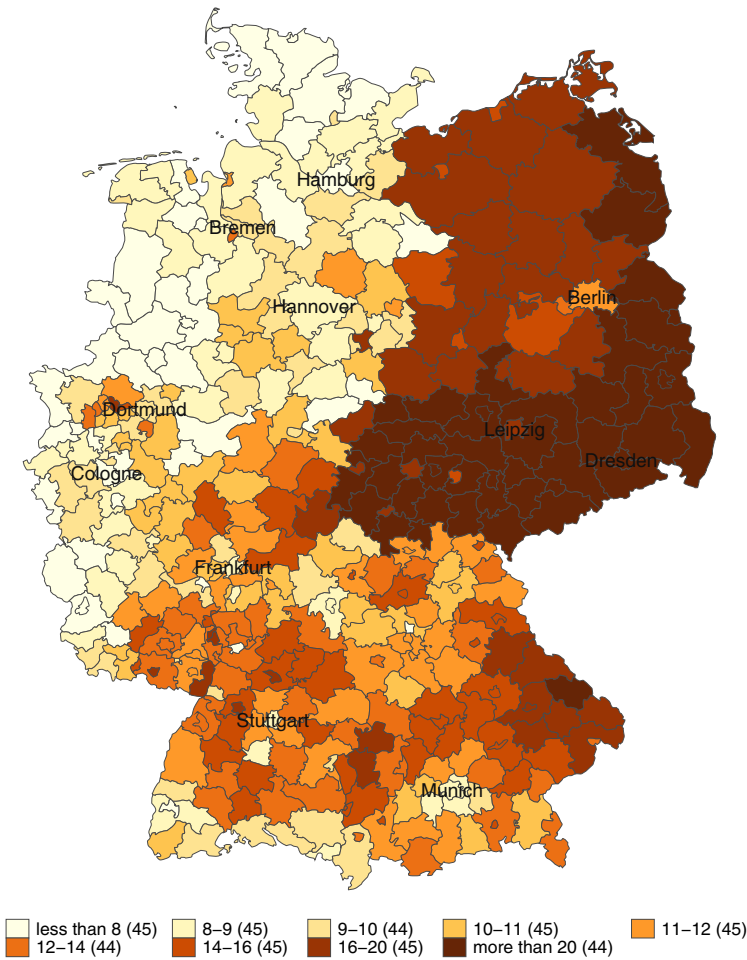 Hamburg
Bremen
Berlin
Hannover
Dortmund
Leipzig
Dresden
Cologne
Frankfurt
Stuttgart
Munich
less than 8 (45) 8−9 (45) 9−10 (44) 10−11 (45) 11−12 (45)
12−14 (44) 14−16 (45) 16−20 (45) more than 20 (44)